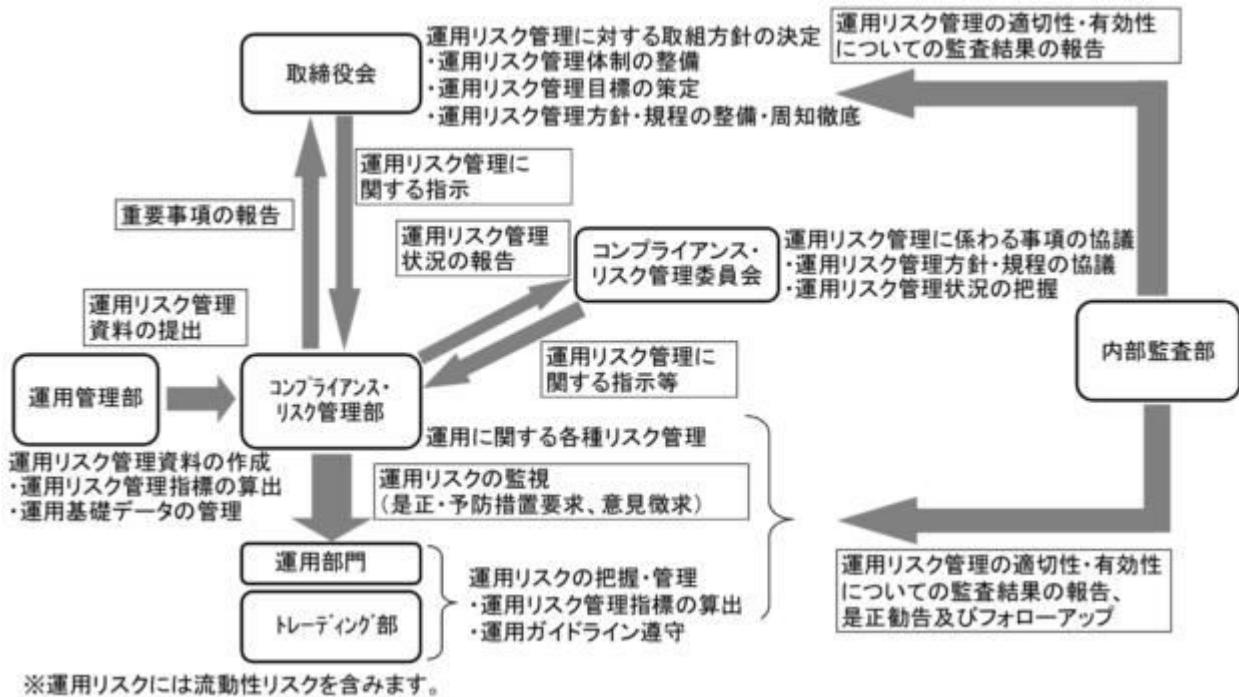 取締役会
運用リスク管理に対する取組方針の決定
・運用リスク管理体制の整備
・運用リスク管理目標の策定
・運用リスク管理方針・規程の整備・周知徹底
運用リスク管理の適切性・有効性
についての監査結果の報告
運用リスク管理に
関する指示
重要事項の報告
運用リスク管理
状況の報告
コンプライアンス・
リスク管理委員会
運用リスク管理に係わる事項の協議
・運用リスク管理方針・規程の協議
・運用リスク管理状況の把握
運用リスク管理
資料の提出
運用リスク管理に
関する指示等
内部監査部
運用管理部
コンプライアンス・
リスク管理部
運用に関する各種リスク管理
運用リスク管理資料の作成
・運用リスク管理指標の算出
・運用基礎データの管理
運用リスクの監視
(是正・予防措置要求、意見徴求)
運用部門
トレーディング部
運用リスクの把握・管理
・運用リスク管理指標の算出
・運用ガイドライン遵守
運用リスク管理の適切性・有効性
についての監査結果の報告、
是正勧告及びフォローアップ
※運用リスクには流動性リスクを含みます。